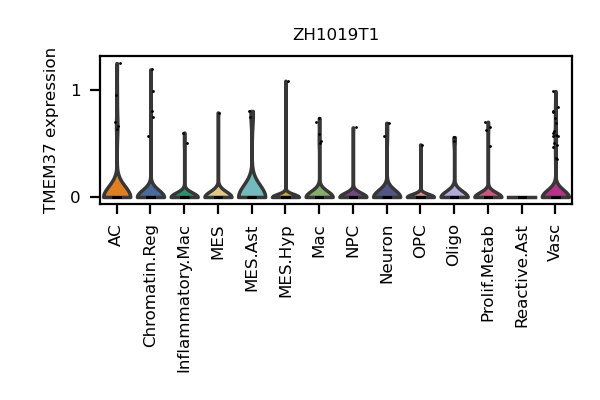 ZH1019T1
TMEM37 expression
1
0
AC
Chromatin.Reg
Inflammatory.Mac
MES
MES.Ast
MES.Hyp
Mac
NPC
Neuron
OPC
Oligo
Prolif.Metab
Reactive.Ast
Vasc